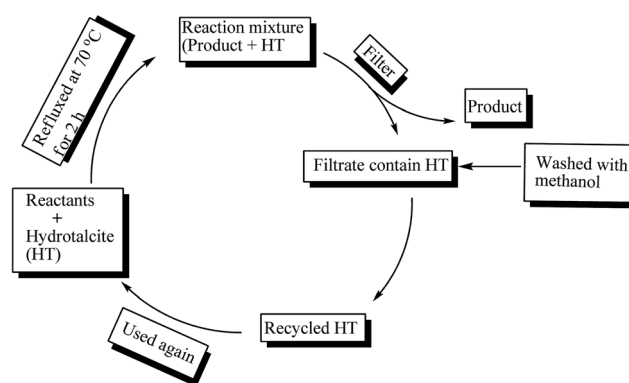 Reaction mixture
(Product + HT
Filter
Product
Refluxed at 70 °C
for 2 h
Filtrate contain HT
Washed with
methanol
Reactants
+
Hydrotalcite
(HT)
Recycled HT
Used again